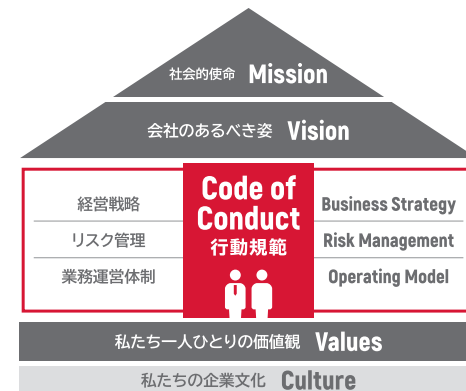 社会的使命 Mission
会社のあるべき姿 Vision
Code of
Conduct
行動規範
経営戦略
リスク管理
業務運営体制
Business Strategy
Risk Management
Operating Model
私たち一人ひとりの価値観 Values
私たちの企業文化 Culture